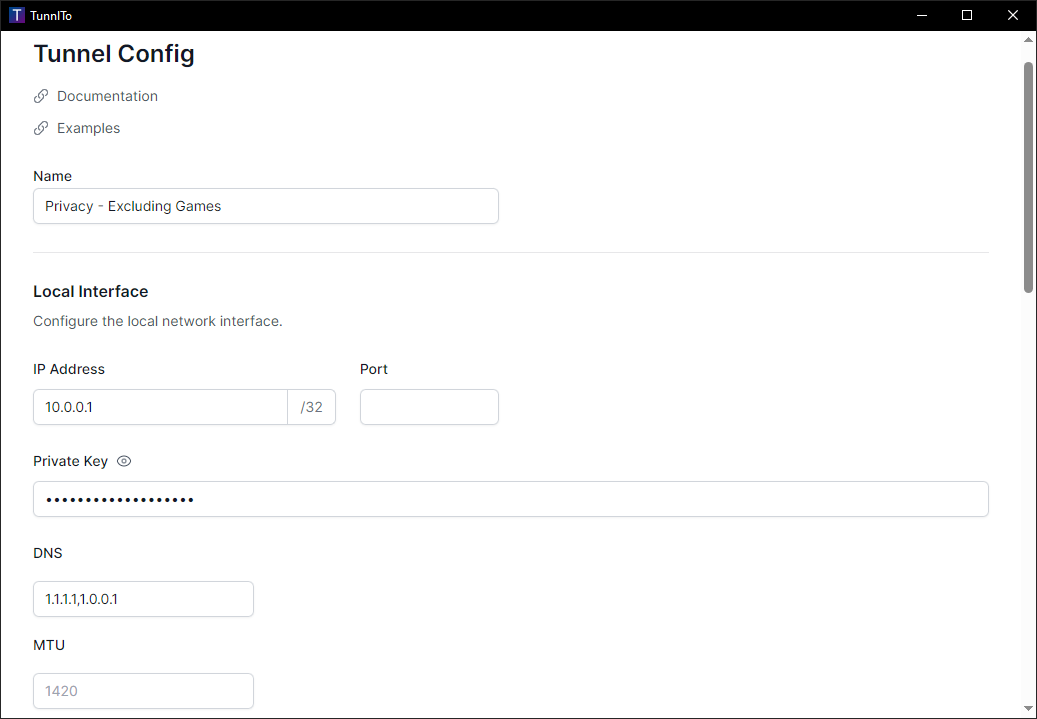 T TunnlTo
Tunnel Config
Documentation
Examples
Name
Privacy - Excluding Games
Local Interface
Configure the local network interface.
IP Address Port
10.0.0.1 /32
Private Key
•••••••••••••••••••
DNS
1.1.1.1,1.0.0.1
MTU
1420